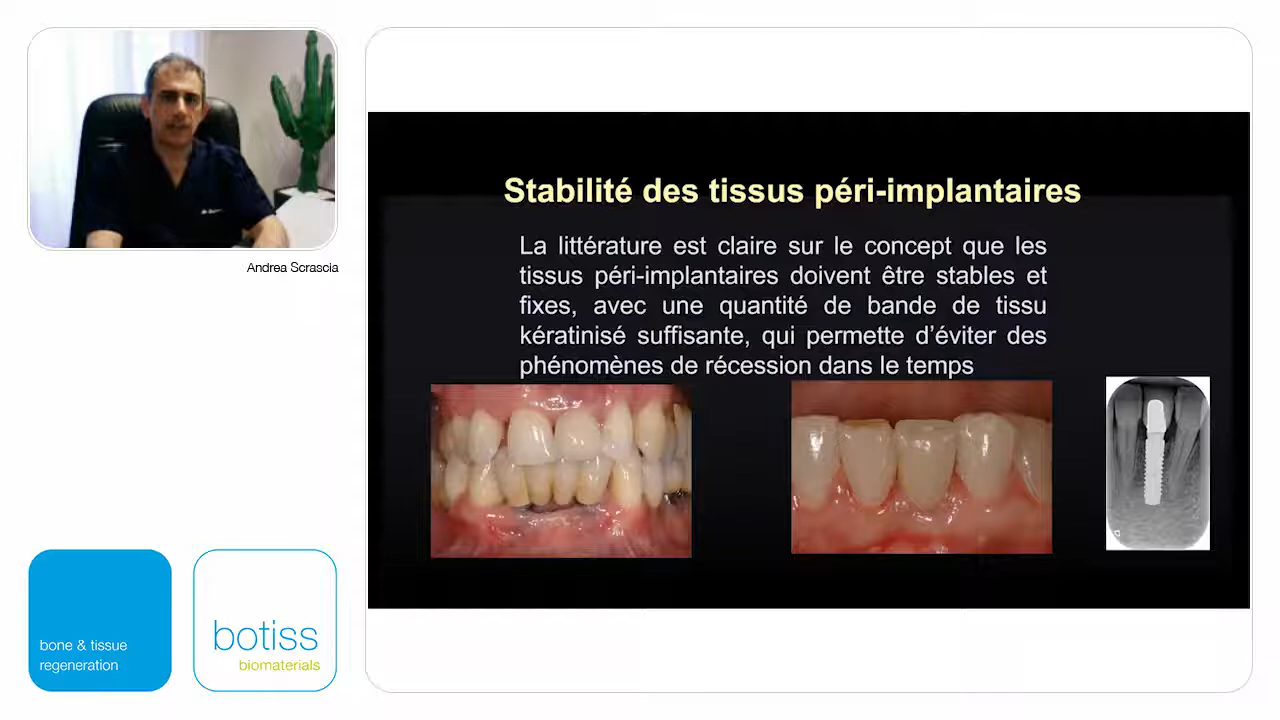 Andrea Scrascia
Stabilité des tissus péri-implantaires
La littérature est claire sur le concept que les
tissus péri-implantaires doivent être stables et
fixes, avec une quantité de bande de tissu
kératinisé suffisante, qui permette d’éviter des
phénomènes de récession dans le temps
bone & tissue
regeneration
botiss
biomaterials